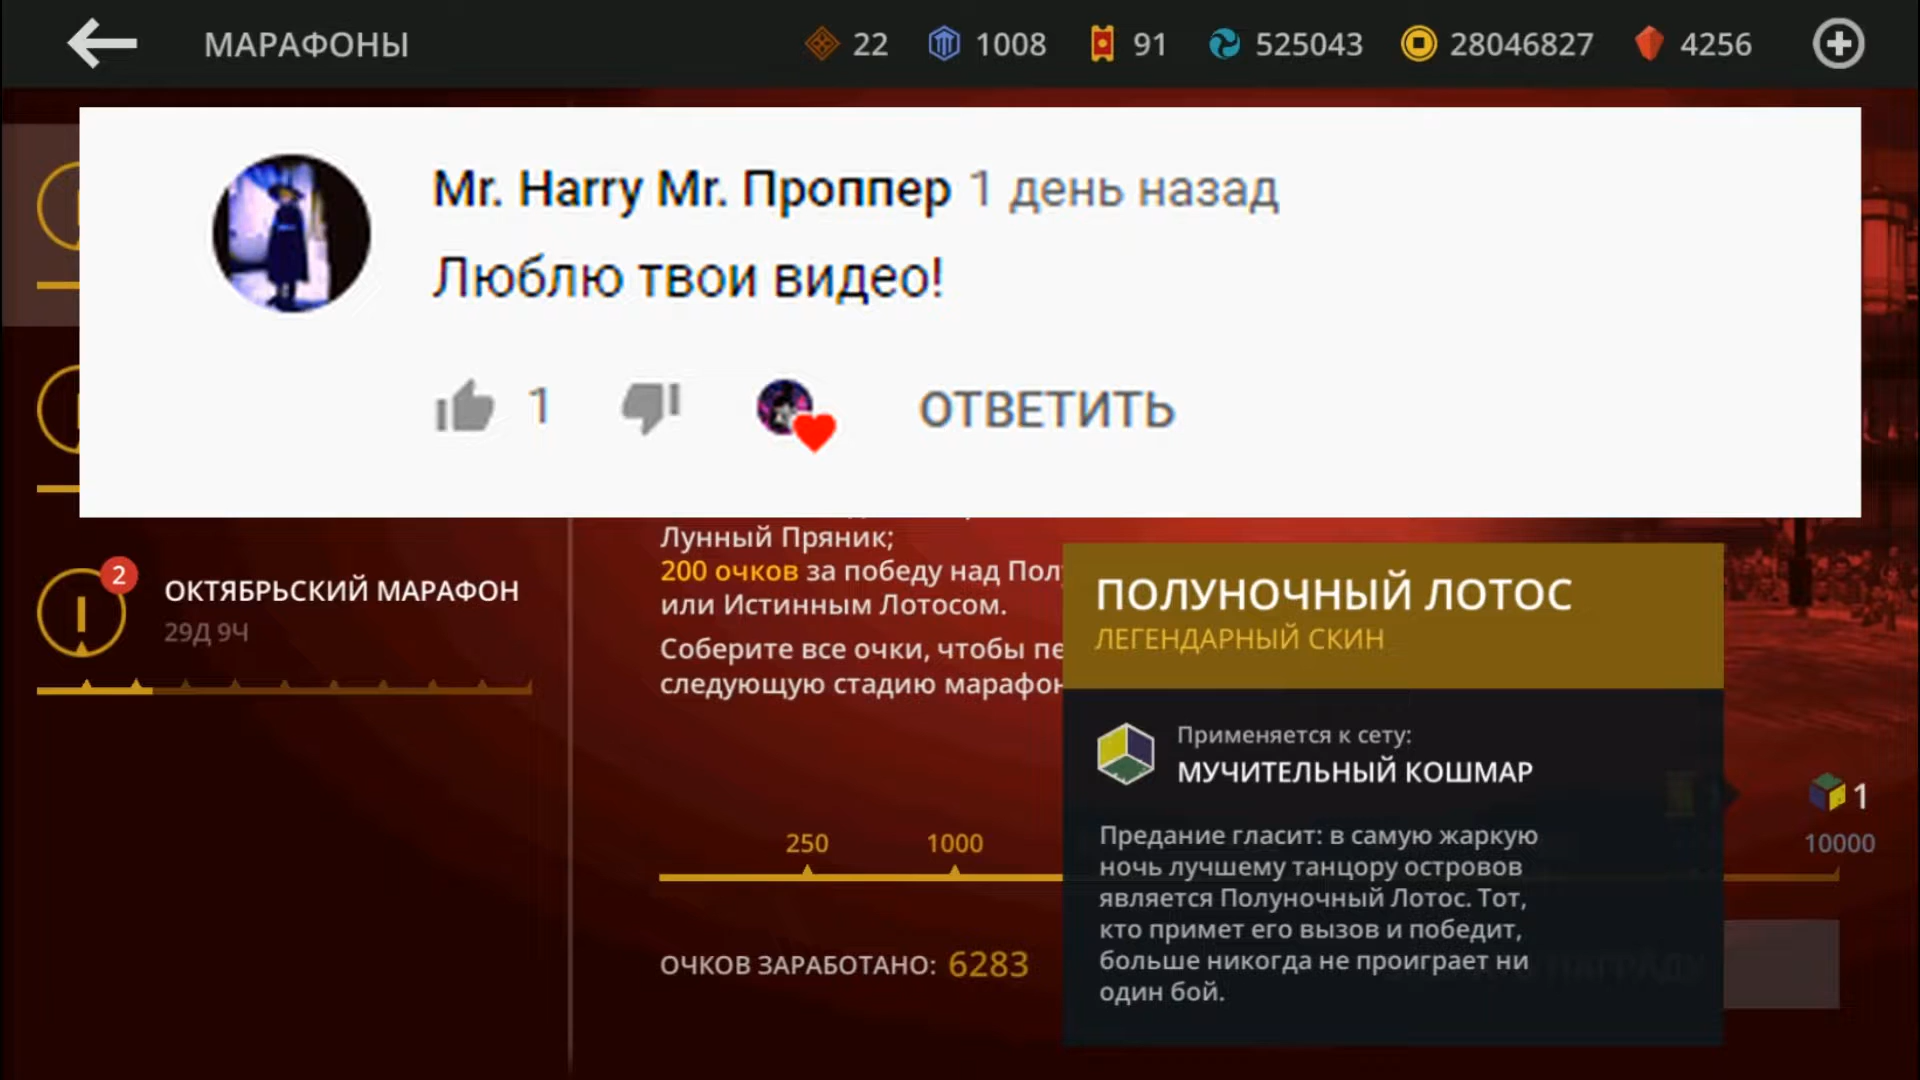 МАРАФОНЫ
22 1008 91 525043 28046827 4256
Mr. Harry Mr. Проппер 1 день назад
Люблю твои видео!
1 ОТВЕТИТЬ
2
ОКТЯБРЬСКИЙ МАРАФОН
29Д 9Ч
Лунный Пряник;
200 очков за победу над
или Истинным Лотосом.
Соберите все очки, чтобы
следующую стадию
ПОЛУНОЧНЫЙ ЛОТОС
ЛЕГЕНДАРНЫЙ СКИН
Применяется к сету:
МУЧИТЕЛЬНЫЙ КОШМАР
Предание гласит: в самую жаркую
ночь лучшему танцору островов
является Полуночный Лотос. Тот,
кто примет его вызов и победит,
больше никогда не проиграет ни
один бой.
250 1000
1
10000
ОЧКОВ ЗАРАБОТАНО: 6283